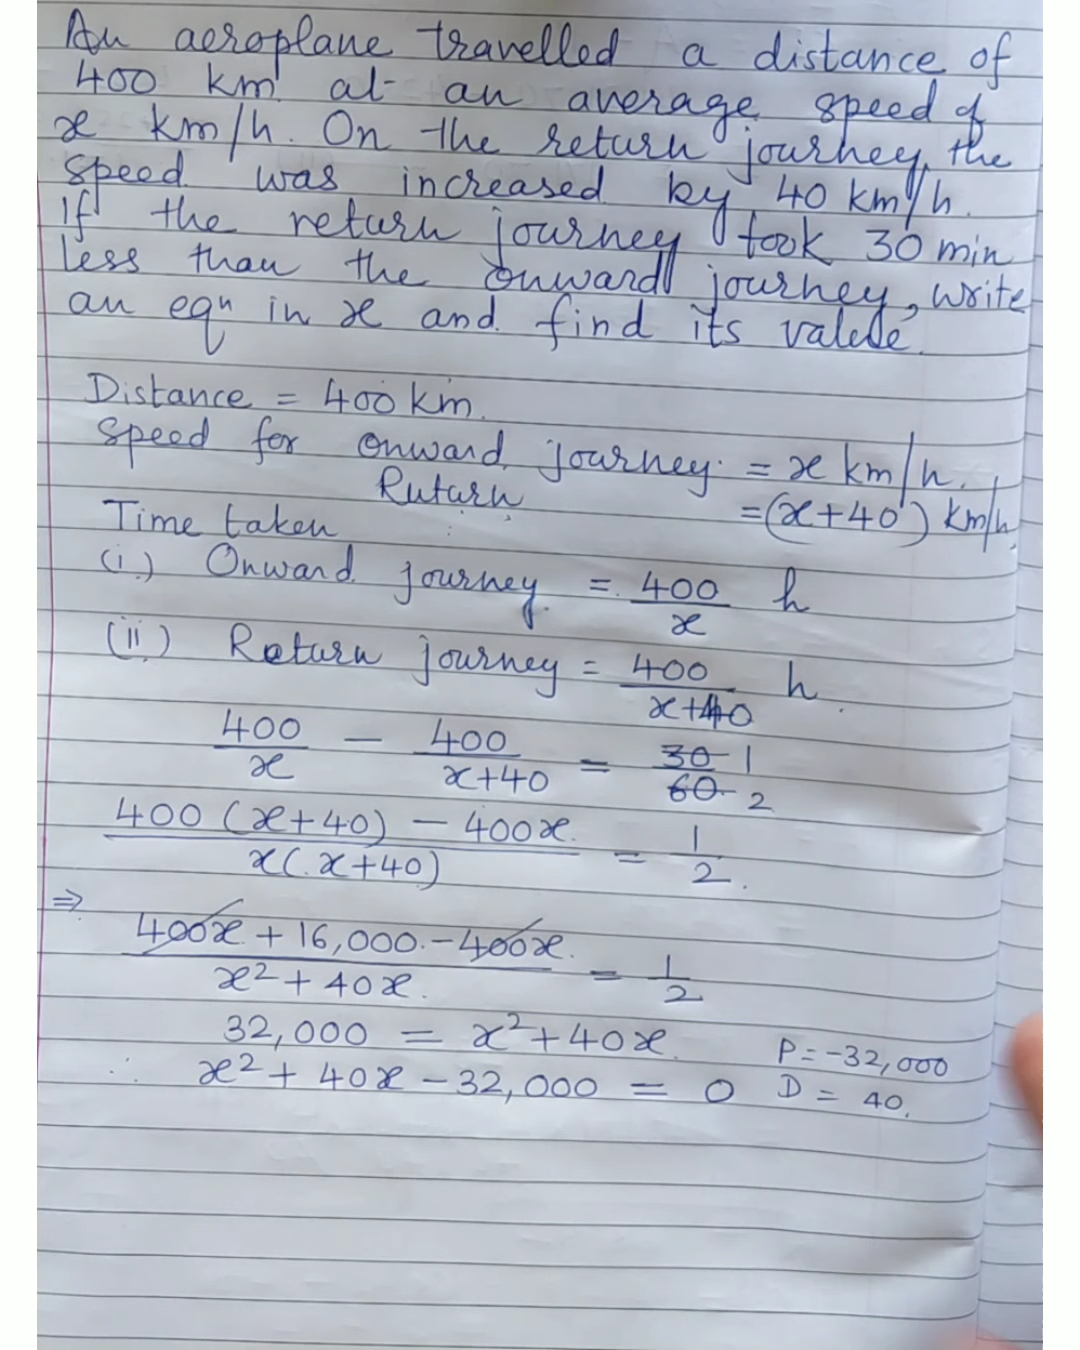 An aeroplane travelled a distance of
400 km at an average speed of
x km/h. On the return journey, the
speed was increased by 40 km/h.
If the return journey took 30 min
less than the onward journey, write
an eqn in x and find its value.
Distance = 400 km.
Speed for onward journey = x km/h.
Ruturn = (x+40) km/h.
Time taken
(i) Onward journey = 400/x h
(ii) Return journey = 400/x+40 h.
400/x - 400/x+40 = 30/60 1/2
400(x+40) - 400x/x(x+40) = 1/2.
⇒ 400x + 16,000 - 400x/x²+40x. = 1/2
32,000 = x²+40x. P = -32,000
∴ x² + 40x - 32,000 = 0 D = 40.